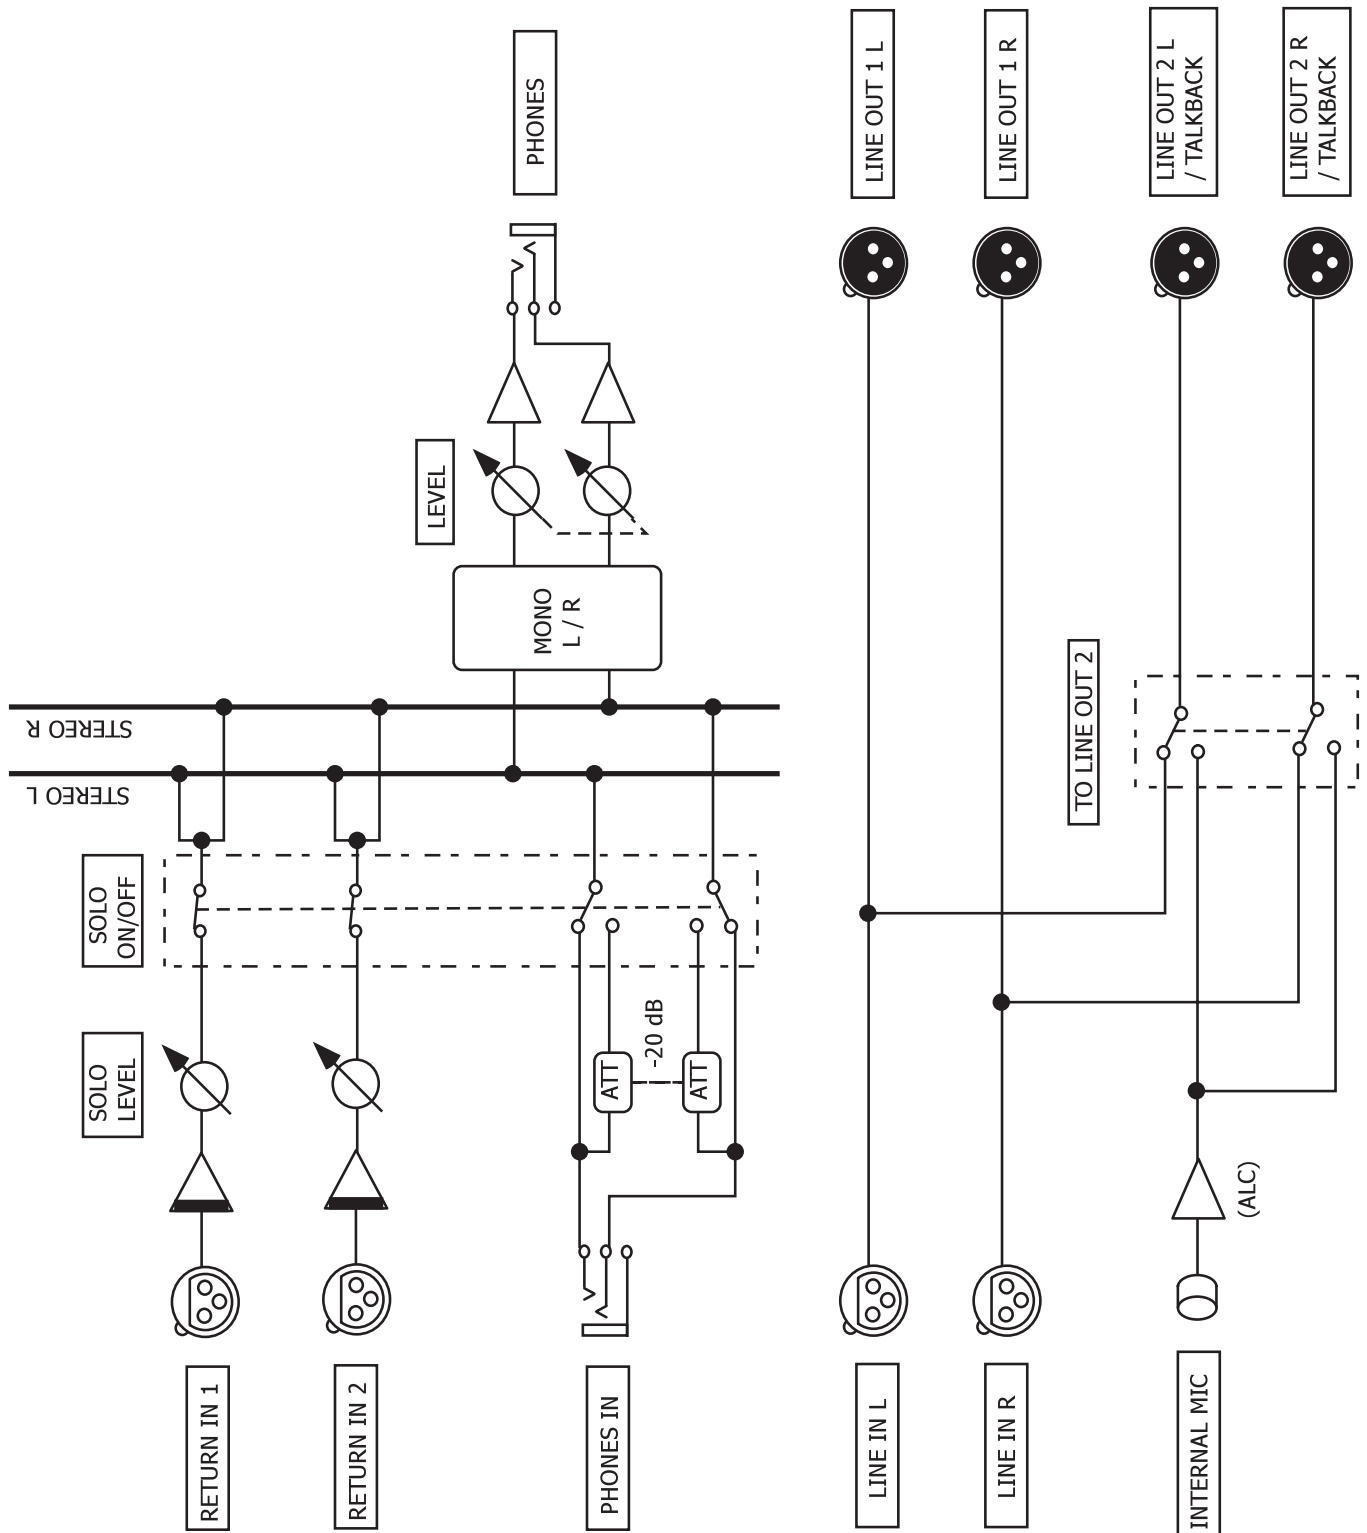 PHONES
LINE OUT 1 L
LINE OUT 1 R
LINE OUT 2 L
/ TALKBACK
LINE OUT 2 R
/ TALKBACK
LEVEL
MONO
L / R
TO LINE OUT 2
STEREO R
STEREO L
SOLO
ON/OFF
SOLO
LEVEL
-20 dB
ATT
ATT
(ALC)
RETURN IN 1
RETURN IN 2
PHONES IN
LINE IN L
LINE IN R
INTERNAL MIC